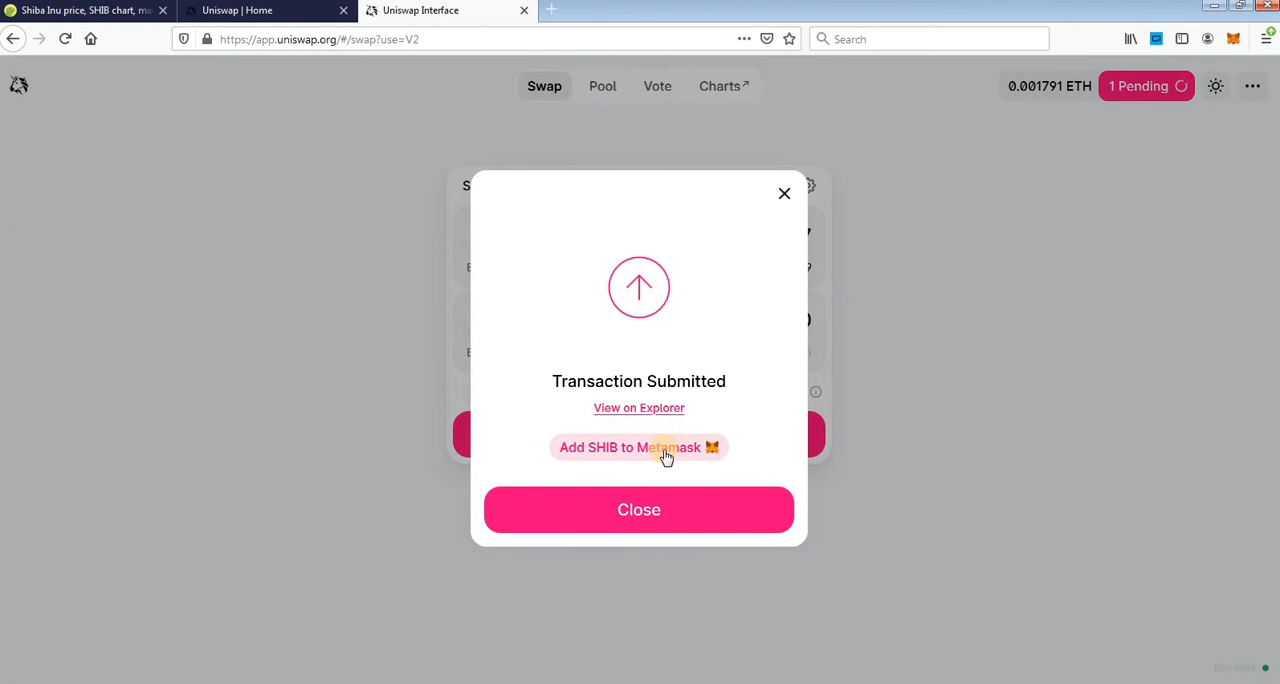 Shiba Inu price, SHIB chart, ma
Uniswap | Home
Uniswap Interface
https://app.uniswap.org/#/swap?use=V2
Search
Swap
Pool
Vote
Charts↗
0.001791 ETH
1 Pending
Transaction Submitted
View on Explorer
Add SHIB to Metamask
Close